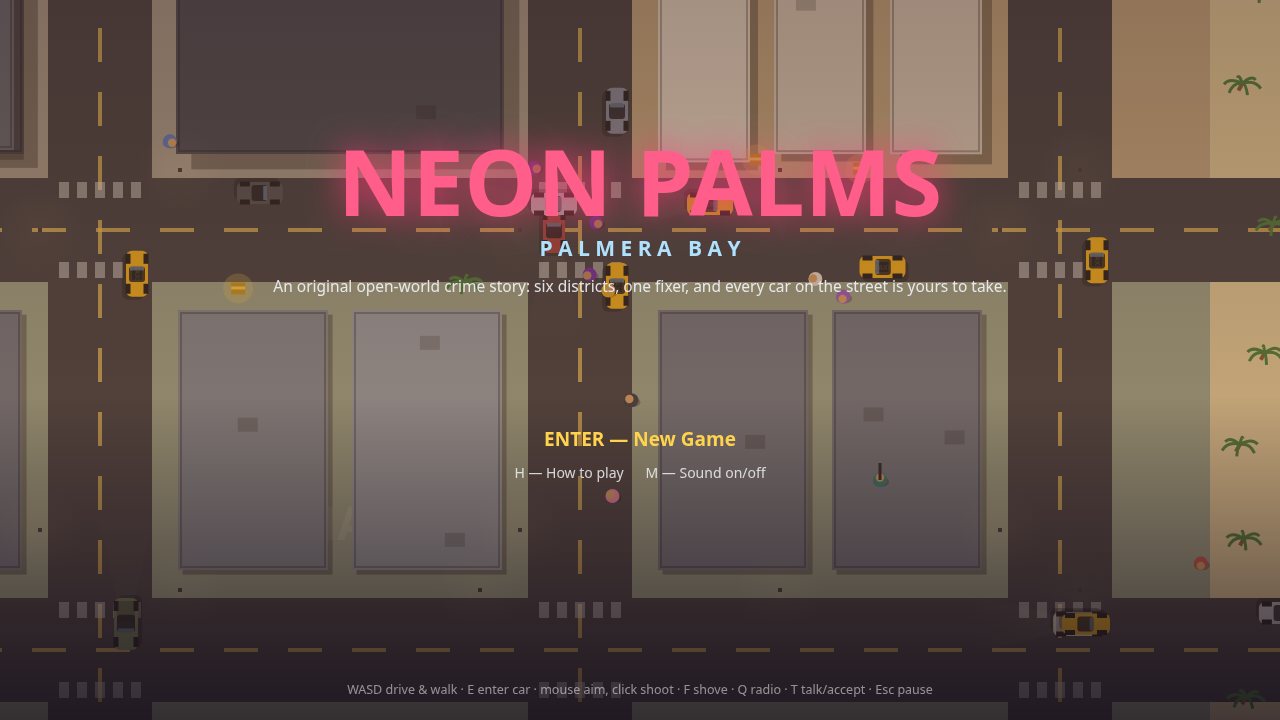 NEON PALMS
PALMERA BAY
An original open-world crime story: six districts, one fixer, and every car on the street is yours to take.
ENTER — New Game
H — How to play M — Sound on/off
WASD drive & walk · E enter car · mouse aim, click shoot · F shove · Q radio · T talk/accept · Esc pause